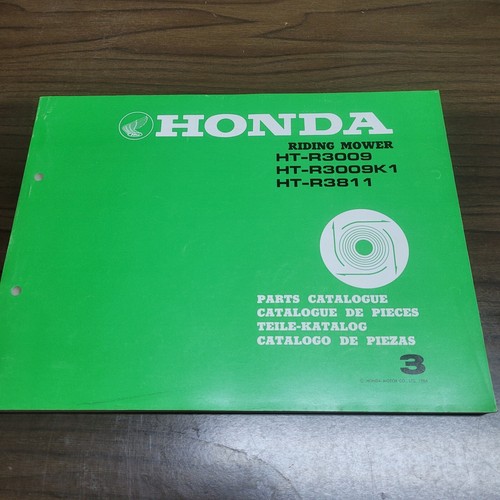 HONDA
RIDING MOWER
HT-R3009
HT-R3009K1
HT-R3811
PARTS CATALOGUE
CATALOGUE DE PIECES
TEILE-KATALOG
CATALOGO DE PIEZAS
3